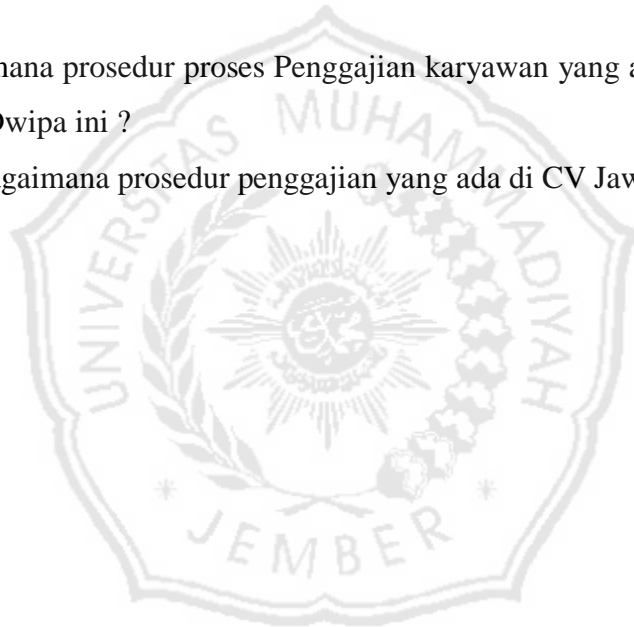 mana prosedur proses Penggajian karyawan yang a
Dwipa ini ?
gaimana prosedur penggajian yang ada di CV Jaw
UNIVERSITAS MUHAMMADIYAH
JEMBER